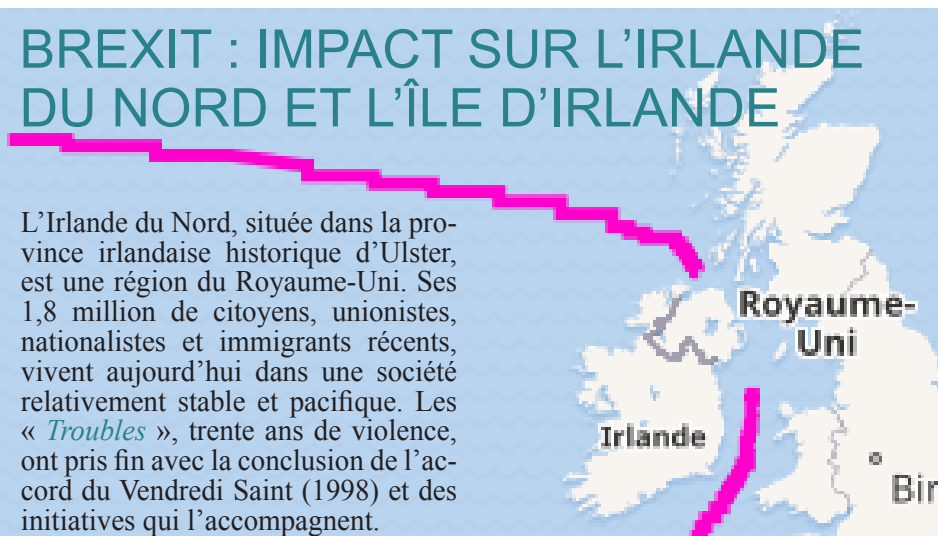 BREXIT : IMPACT SUR L’IRLANDE
DU NORD ET L’ÎLE D’IRLANDE
L’Irlande du Nord, située dans la pro-
vince irlandaise historique d’Ulster,
est une région du Royaume-Uni. Ses
1,8 million de citoyens, unionistes,
nationalistes et immigrants récents,
vivent aujourd’hui dans une société
relativement stable et pacifique. Les
« Troubles », trente ans de violence,
ont pris fin avec la conclusion de l’ac-
cord du Vendredi Saint (1998) et des
initiatives qui l’accompagnent.
Royaume-
Uni
Irlande
Bir